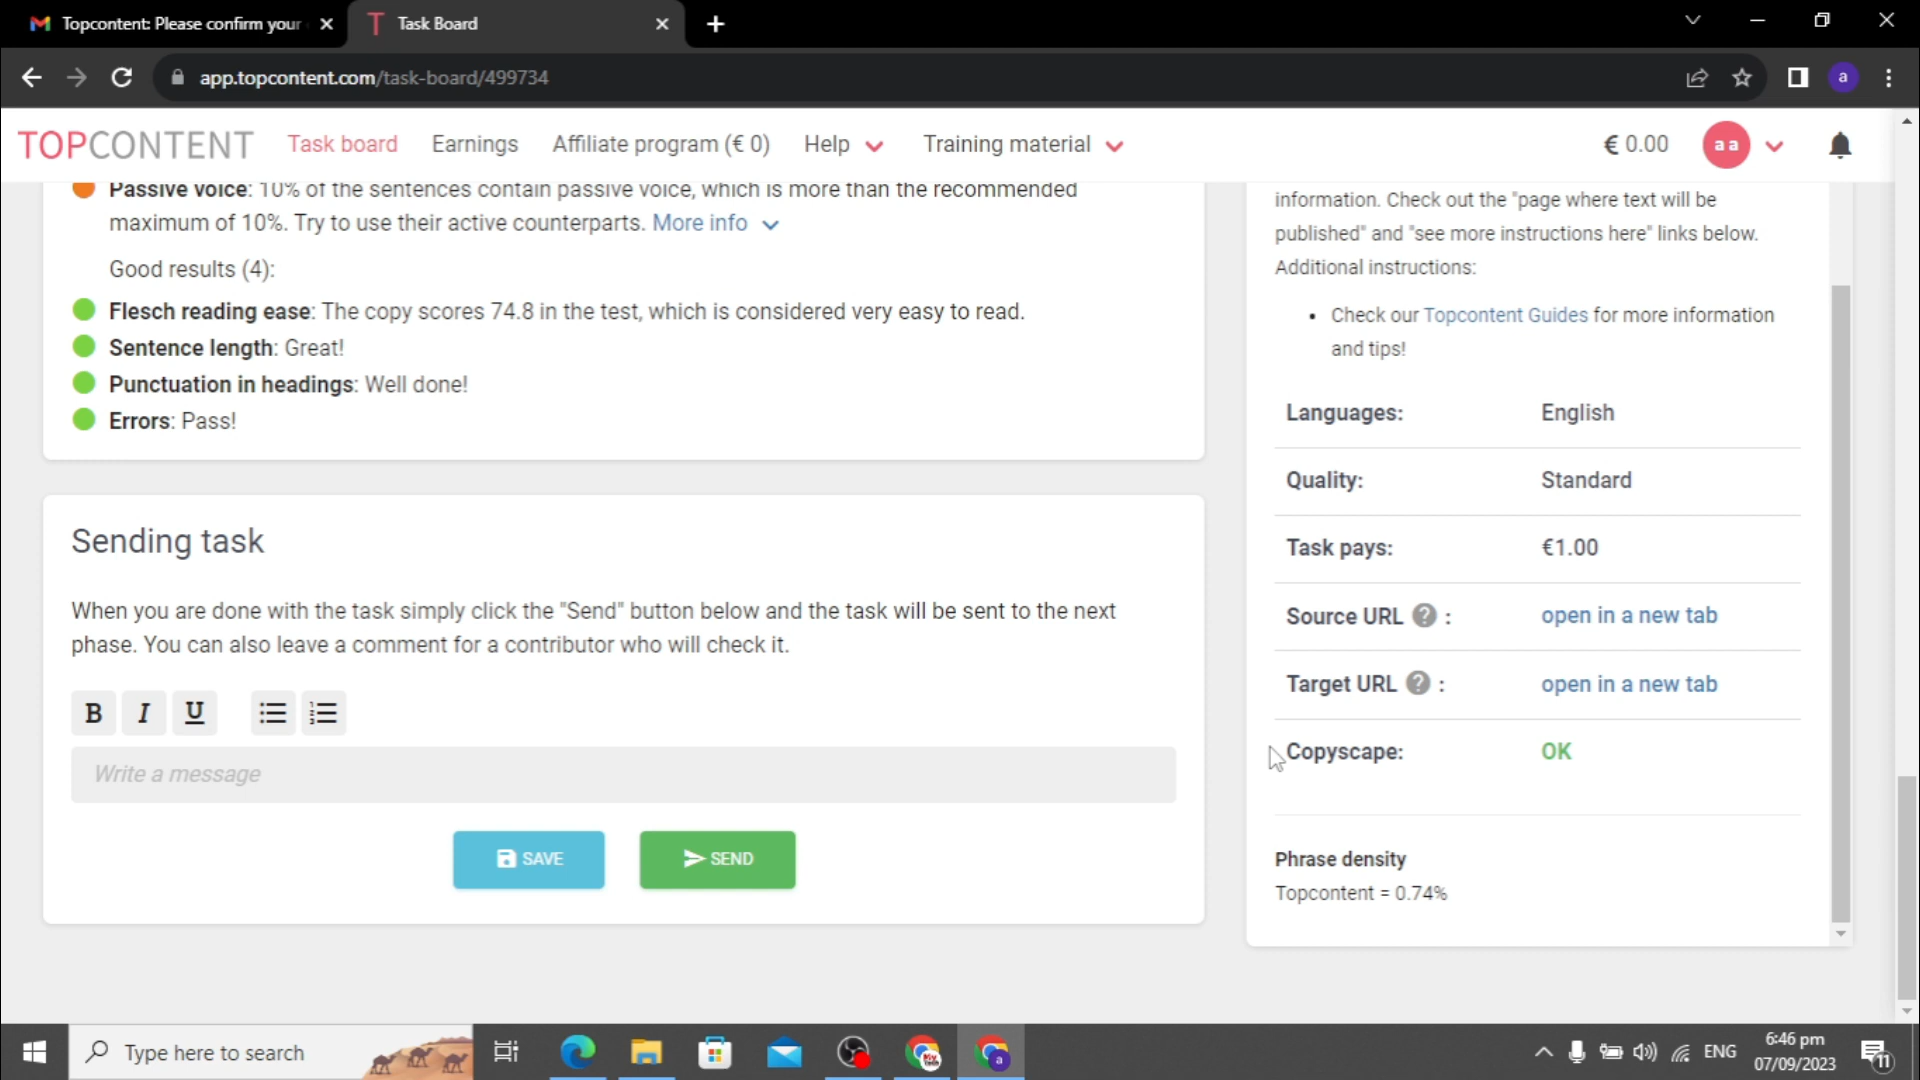 Topcontent: Please confirm your
Task Board
app.topcontent.com/task-board/499734
a
TOPCONTENT
Task board
Earnings
Affiliate program (€ 0)
Help
Training material
€ 0.00
a a
Passive voice: 10% of the sentences contain passive voice, which is more than the recommended
maximum of 10%. Try to use their active counterparts. More info
Good results (4):
Flesch reading ease: The copy scores 74.8 in the test, which is considered very easy to read.
Sentence length: Great!
Punctuation in headings: Well done!
Errors: Pass!
Sending task
When you are done with the task simply click the "Send" button below and the task will be sent to the next
phase. You can also leave a comment for a contributor who will check it.
B I U
Write a message
SAVE
SEND
information. Check out the "page where text will be
published" and "see more instructions here" links below.
Additional instructions:
• Check our Topcontent Guides for more information
and tips!
Languages: English
Quality: Standard
Task pays: €1.00
Source URL ? : open in a new tab
Target URL ? : open in a new tab
Copyscape: OK
Phrase density
Topcontent = 0.74%
Type here to search
a
ENG
6:46 pm
07/09/2023
11